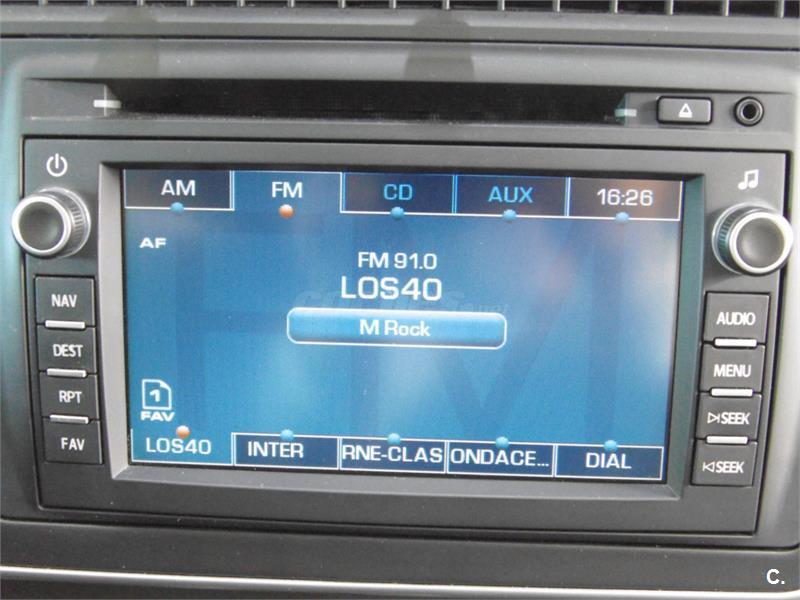 AM FM CD AUX 16:26
AF
FM 91.0
LOS40
M Rock
1
FAV
LOS40 INTER RNE-CLAS ONDACE... DIAL
NAV
DEST
RPT
FAV
AUDIO
MENU
SEEK
SEEK
C.